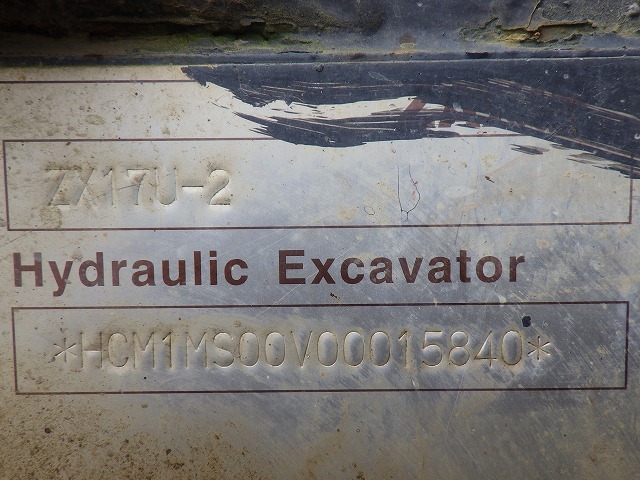 ZX17U-2
Hydraulic Excavator
*HCM1MS00V00015840*